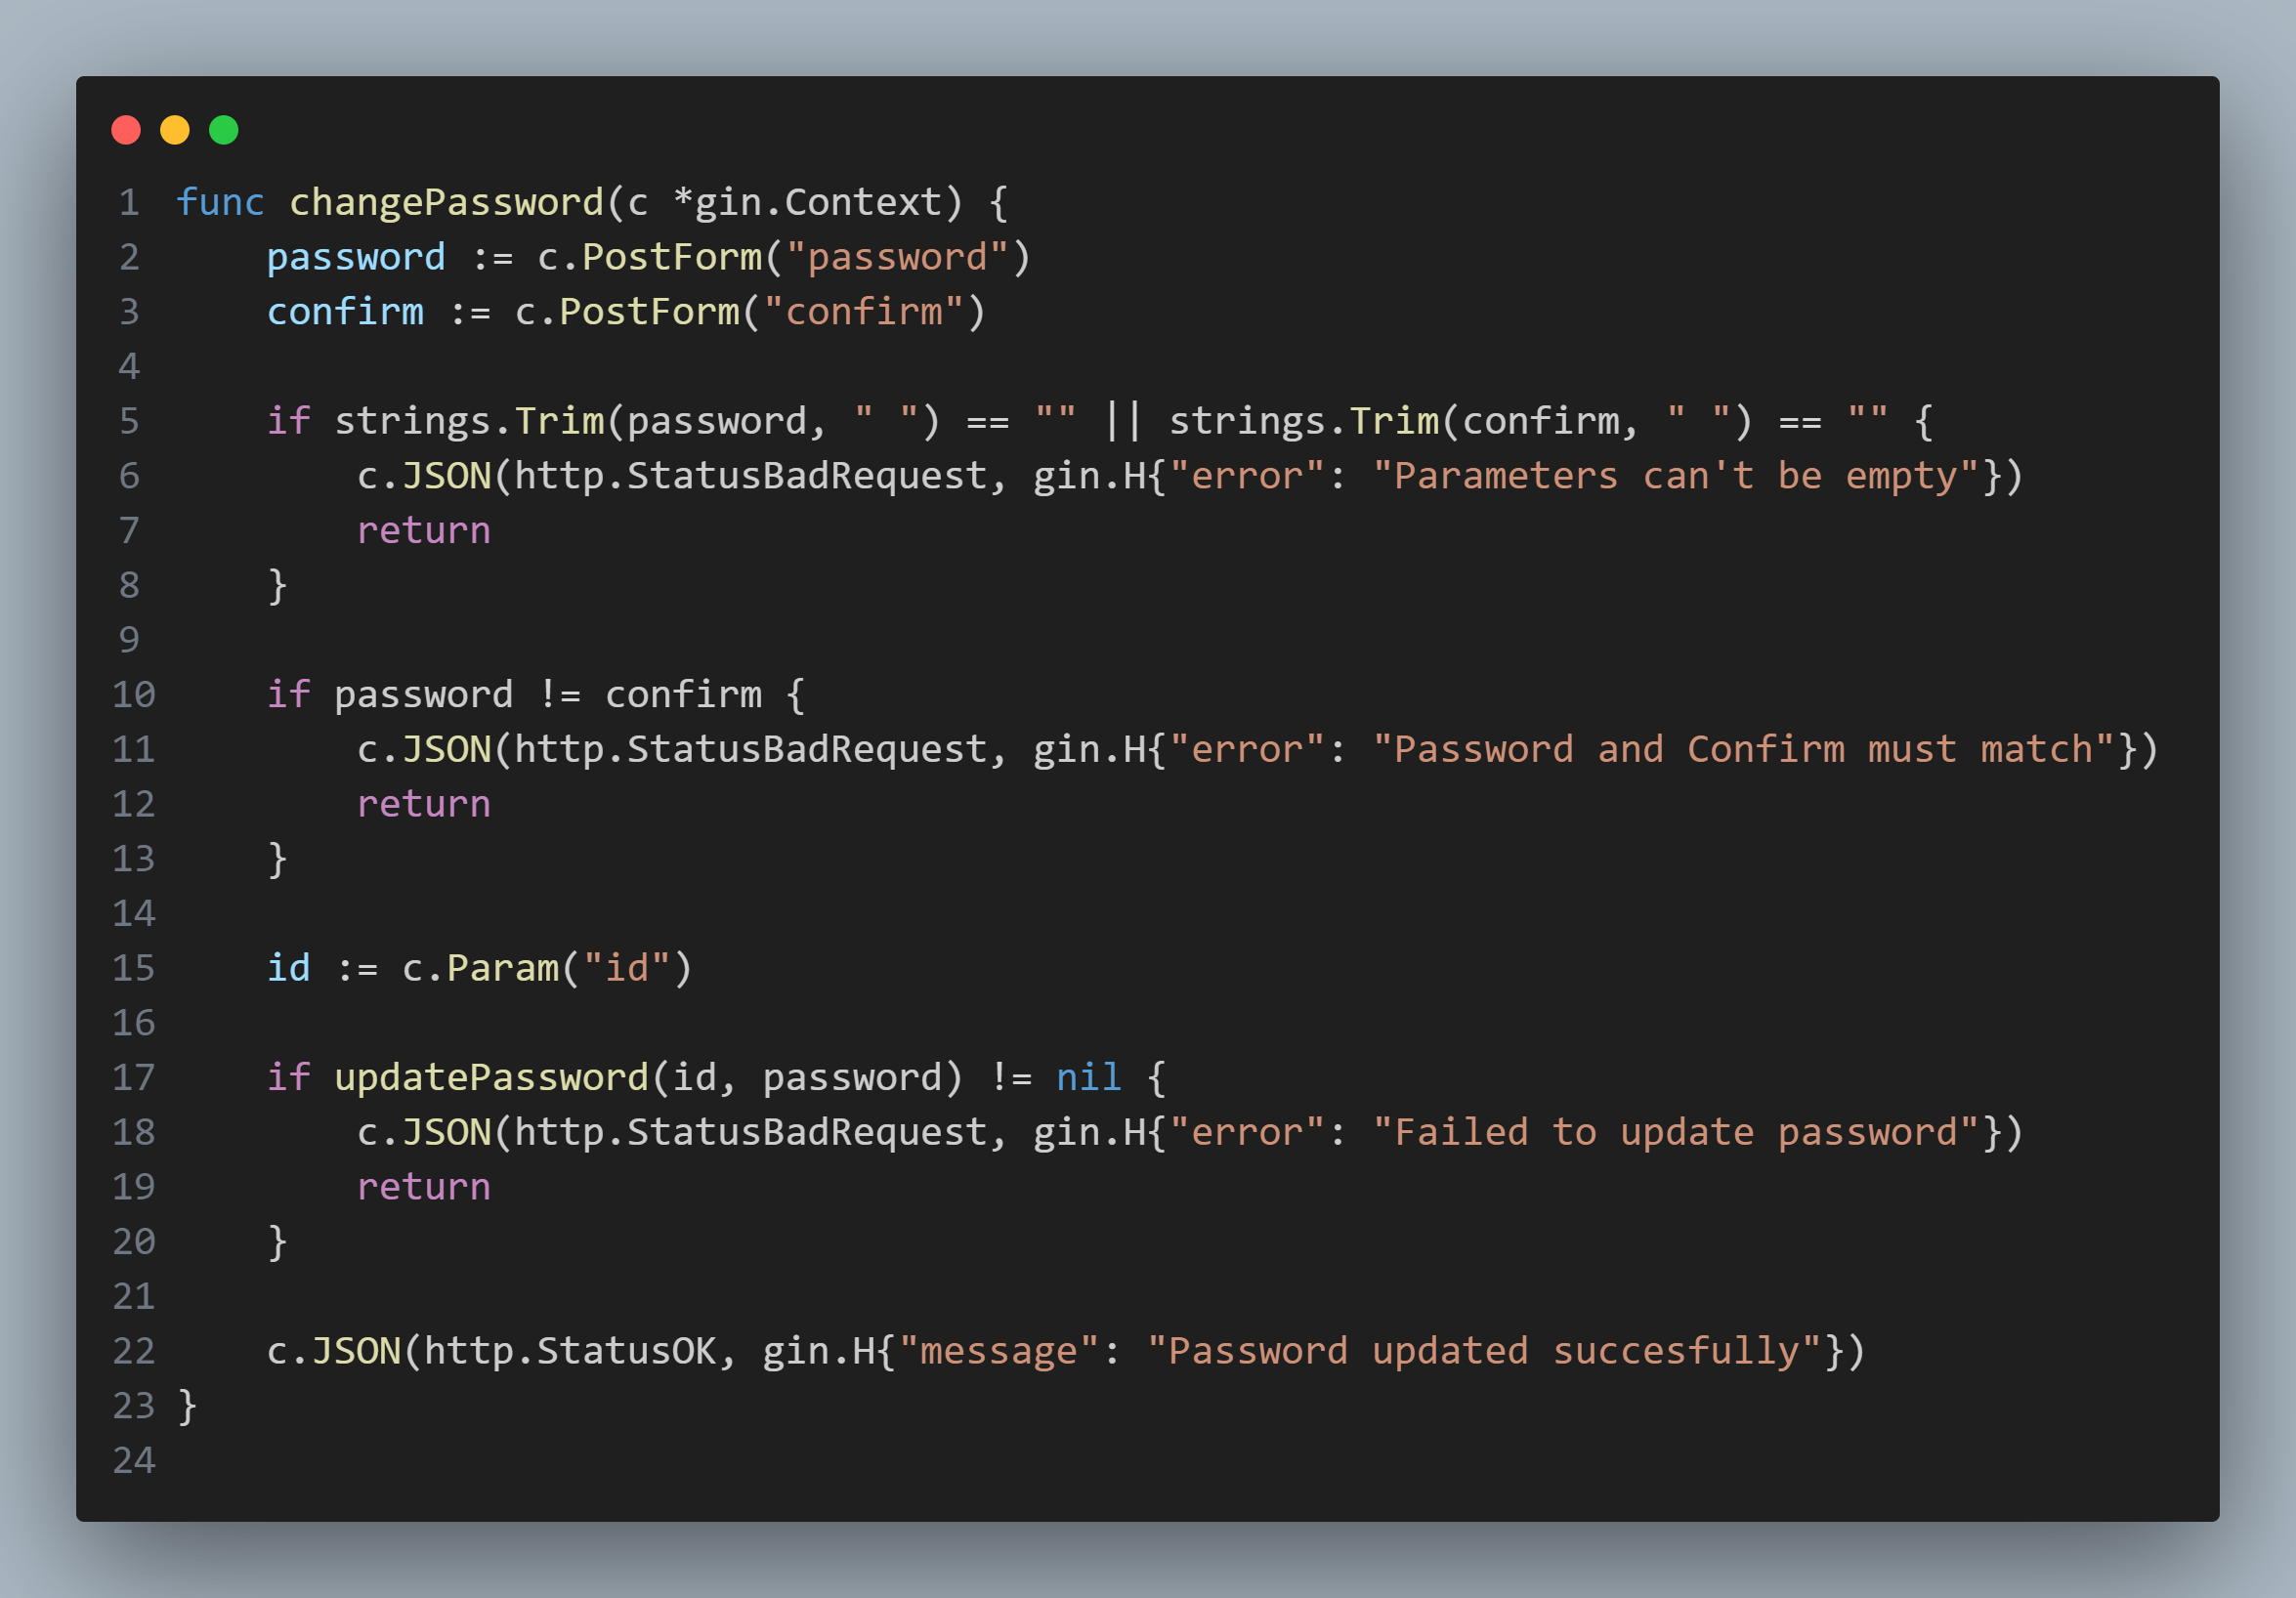 1 func changePassword(c *gin.Context) {
2     password := c.PostForm("password")
3     confirm := c.PostForm("confirm")
4
5     if strings.Trim(password, " ") == "" || strings.Trim(confirm, " ") == "" {
6         c.JSON(http.StatusBadRequest, gin.H{"error": "Parameters can't be empty"})
7         return
8     }
9
10     if password != confirm {
11         c.JSON(http.StatusBadRequest, gin.H{"error": "Password and Confirm must match"})
12         return
13     }
14
15     id := c.Param("id")
16
17     if updatePassword(id, password) != nil {
18         c.JSON(http.StatusBadRequest, gin.H{"error": "Failed to update password"})
19         return
20     }
21
22     c.JSON(http.StatusOK, gin.H{"message": "Password updated succesfully"})
23 }
24